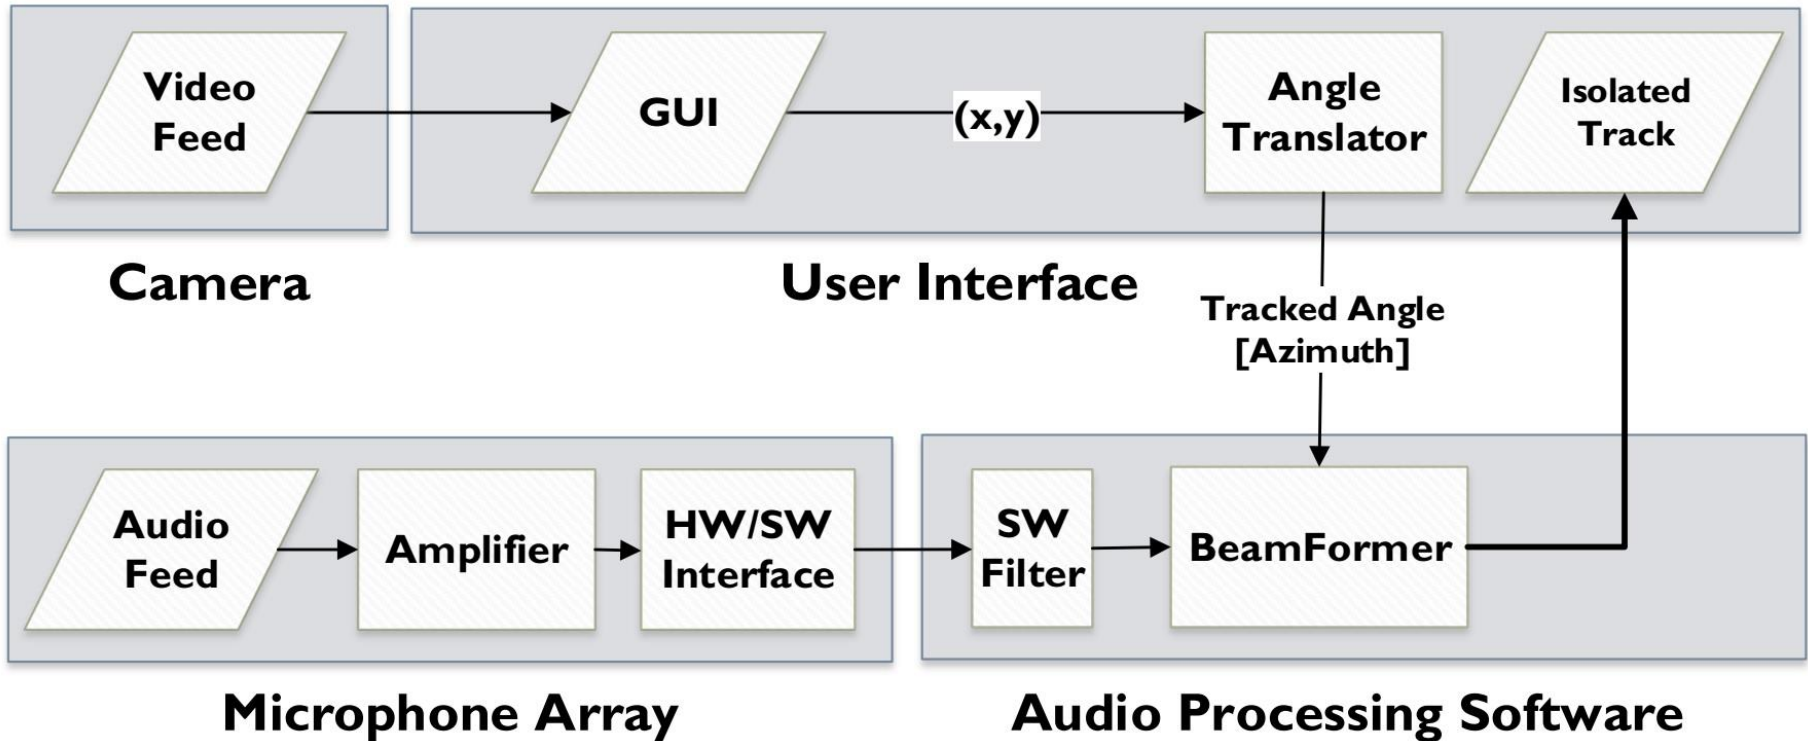 Video
Feed
GUI
(x,y)
Angle
Translator
Isolated
Track
Camera
User Interface
Tracked Angle
[Azimuth]
Audio
Feed
Amplifier
HW/SW
Interface
SW
Filter
BeamFormer
Microphone Array
Audio Processing Software